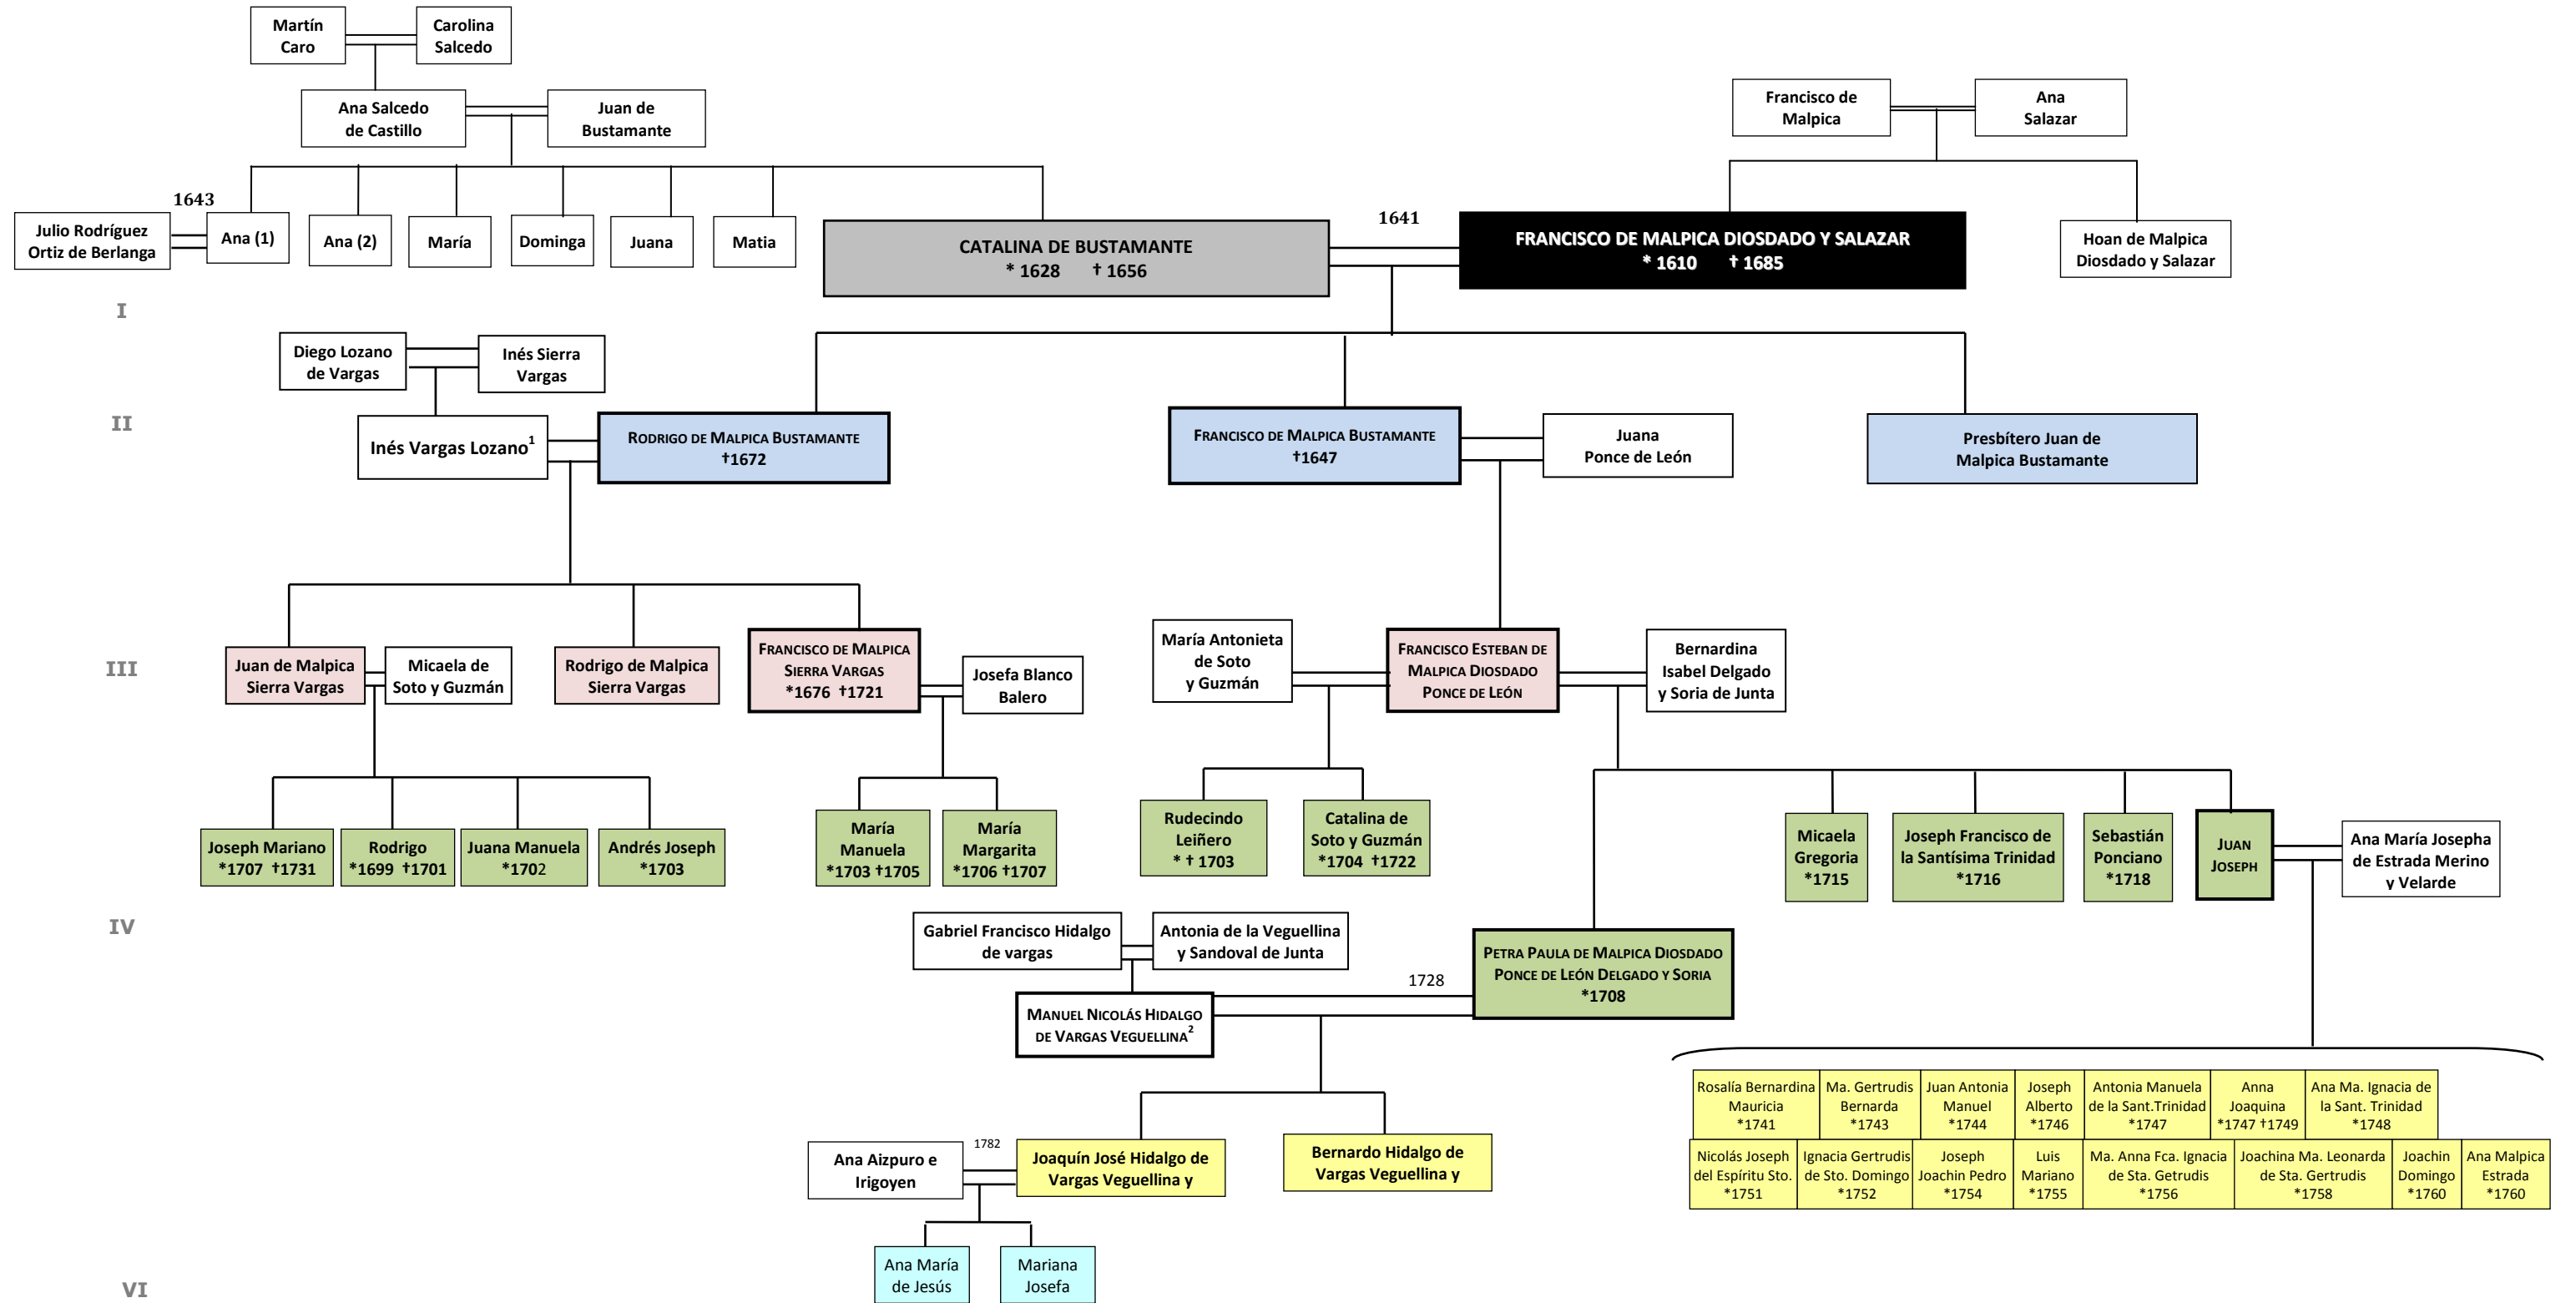 Martín
Caro
Carolina
Salcedo
Ana Salcedo
de Castillo
Juan de
Bustamante
Francisco de
Malpica
Ana
Salazar
1643
Julio Rodríguez
Ortiz de Berlanga
Ana (1)
Ana (2)
María
Dominga
Juana
Matia
CATALINA DE BUSTAMANTE
* 1628 † 1656
1641
FRANCISCO DE MALPICA DIOSDADO Y SALAZAR
* 1610 † 1685
Hoan de Malpica
Diosdado y Salazar
I
Diego Lozano
de Vargas
Inés Sierra
Vargas
II
Inés Vargas Lozano1
RODRIGO DE MALPICA BUSTAMANTE
†1672
FRANCISCO DE MALPICA BUSTAMANTE
†1647
Juana
Ponce de León
Presbítero Juan de
Malpica Bustamante
III
Juan de Malpica
Sierra Vargas
Micaela de
Soto y Guzmán
Rodrigo de Malpica
Sierra Vargas
FRANCISCO DE MALPICA
SIERRA VARGAS
*1676 †1721
Josefa Blanco
Balero
María Antonieta
de Soto
y Guzmán
FRANCISCO ESTEBAN DE
MALPICA DIOSDADO
PONCE DE LEÓN
Bernardina
Isabel Delgado
y Soria de Junta
Joseph Mariano
*1707 †1731
Rodrigo
*1699 †1701
Juana Manuela
*1702
Andrés Joseph
*1703
María
Manuela
*1703 †1705
María
Margarita
*1706 †1707
Rudecindo
Leiñero
* † 1703
Catalina de
Soto y Guzmán
*1704 †1722
Micaela
Gregoria
*1715
Joseph Francisco de
la Santísima Trinidad
*1716
Sebastián
Ponciano
*1718
JUAN
JOSEPH
Ana María Josepha
de Estrada Merino
y Velarde
IV
Gabriel Francisco Hidalgo
de vargas
Antonia de la Veguellina
y Sandoval de Junta
PETRA PAULA DE MALPICA DIOSDADO
PONCE DE LEÓN DELGADO Y SORIA
*1708
1728
MANUEL NICOLÁS HIDALGO
DE VARGAS VEGUELLINA2
Rosalía Bernardina
Mauricia
*1741
Ma. Gertrudis
Bernarda
*1743
Juan Antonia
Manuel
*1744
Joseph
Alberto
*1746
Antonia Manuela
de la Sant.Trinidad
*1747
Anna
Joaquina
*1747 †1749
Ana Ma. Ignacia de
la Sant. Trinidad
*1748
Nicolás Joseph
del Espíritu Sto.
*1751
Ignacia Gertrudis
de Sto. Domingo
*1752
Joseph
Joachin Pedro
*1754
Luis
Mariano
*1755
Ma. Anna Fca. Ignacia
de Sta. Getrudis
*1756
Joachina Ma. Leonarda
de Sta. Gertrudis
*1758
Joachin
Domingo
*1760
Ana Malpica
Estrada
*1760
Ana Aizpuro e
Irigoyen
1782
Joaquín José Hidalgo de
Vargas Veguellina y
Bernardo Hidalgo de
Vargas Veguellina y
Ana María
de Jesús
Mariana
Josefa
VI